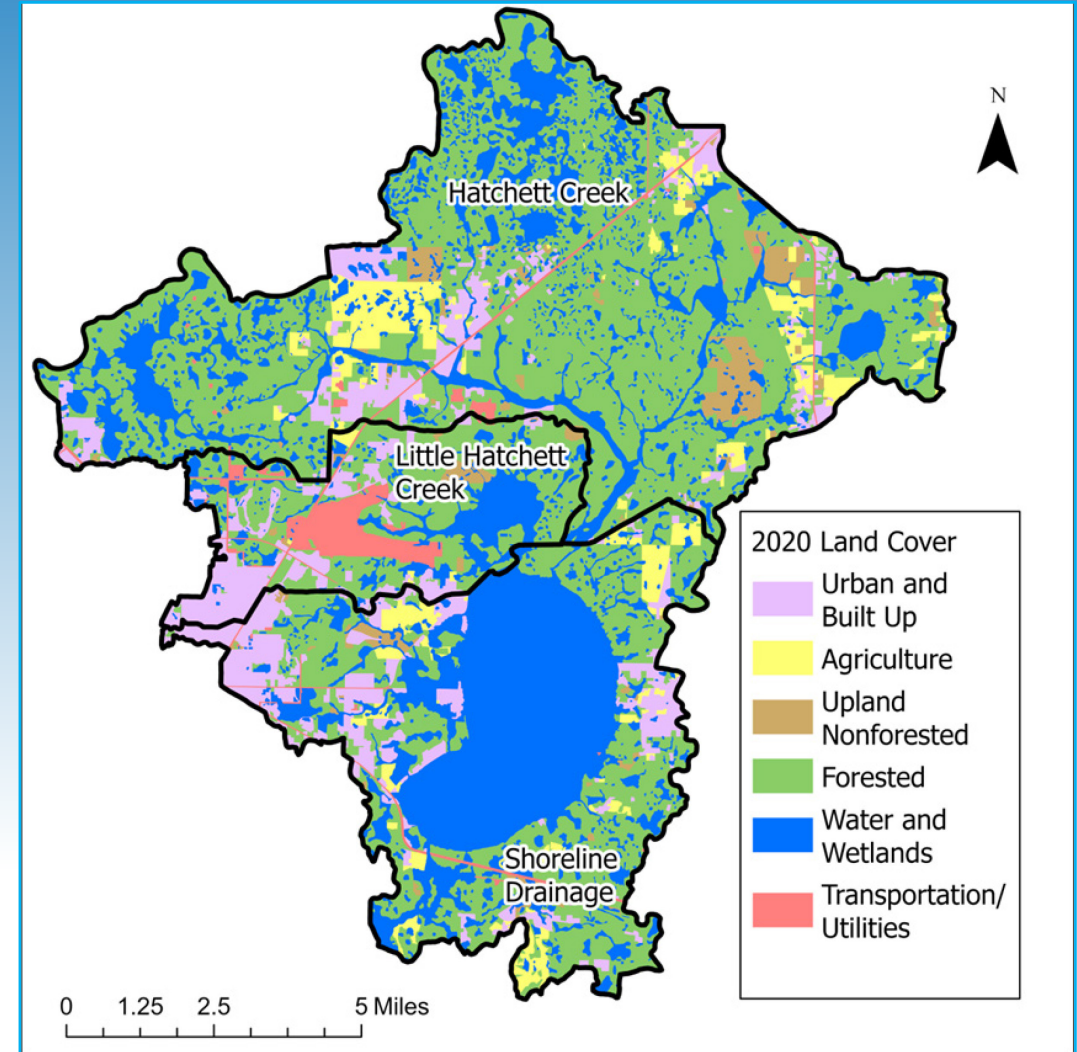 N
Hatchett Creek
Little Hatchett
Creek
Shoreline
Drainage
2020 Land Cover
Urban and
Built Up
Agriculture
Upland
Nonforested
Forested
Water and
Wetlands
Transportation/
Utilities
0 1.25 2.5 5 Miles